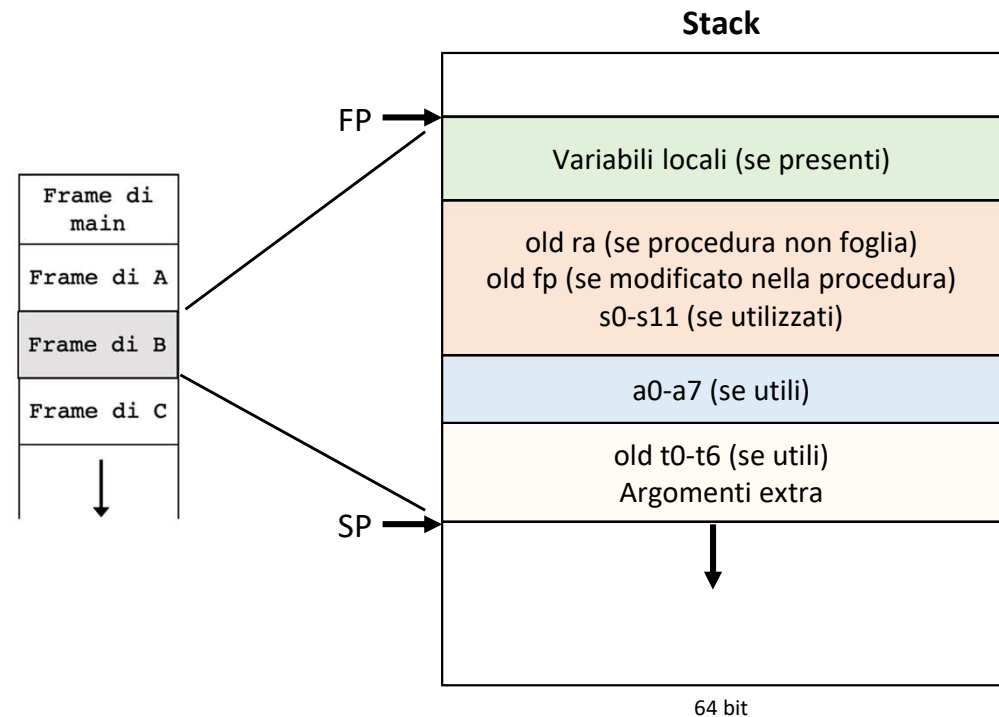 Stack
FP
Variabili locali (se presenti)
Frame di
main
old ra (se procedura non foglia)
Frame di A
old fp (se modificato nella procedura)
s0-s11 (se utilizzati)
Frame di B
a0-a7 (se utili)
Frame di C
old t0-t6 (se utili)
Argomenti extra
SP
64 bit